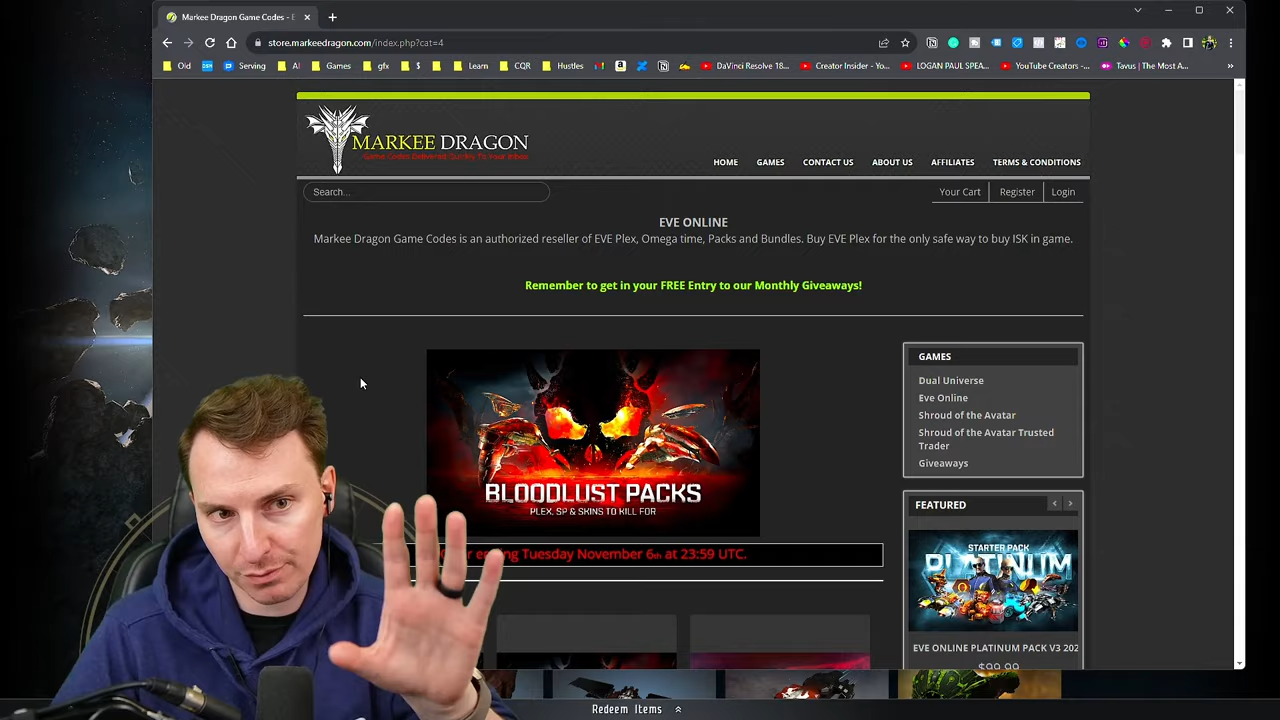 Markee Dragon Game Codes - E
store.markeedragon.com/index.php?cat=4
Old
Serving
AI
Games
gfx
$
Learn
CQR
Hustles
DaVinci Resolve 18...
Creator Insider - Yo...
LOGAN PAUL SPEA...
YouTube Creators -...
Tavus | The Most A...
MARKEE DRAGON
Game Codes Delivered Quickly To Your Inbox
HOME
GAMES
CONTACT US
ABOUT US
AFFILIATES
TERMS & CONDITIONS
Search...
Your Cart
Register
Login
EVE ONLINE
Markee Dragon Game Codes is an authorized reseller of EVE Plex, Omega time, Packs and Bundles. Buy EVE Plex for the only safe way to buy ISK in game.
Remember to get in your FREE Entry to our Monthly Giveaways!
BLOODLUST PACKS
PLEX, SP & SKINS TO KILL FOR
Tuesday November 6th at 23:59 UTC.
GAMES
Dual Universe
Eve Online
Shroud of the Avatar
Shroud of the Avatar Trusted
Trader
Giveaways
FEATURED
STARTER PACK
PLATINUM
EVE ONLINE PLATINUM PACK V3 202
$99.99
Redeem Items